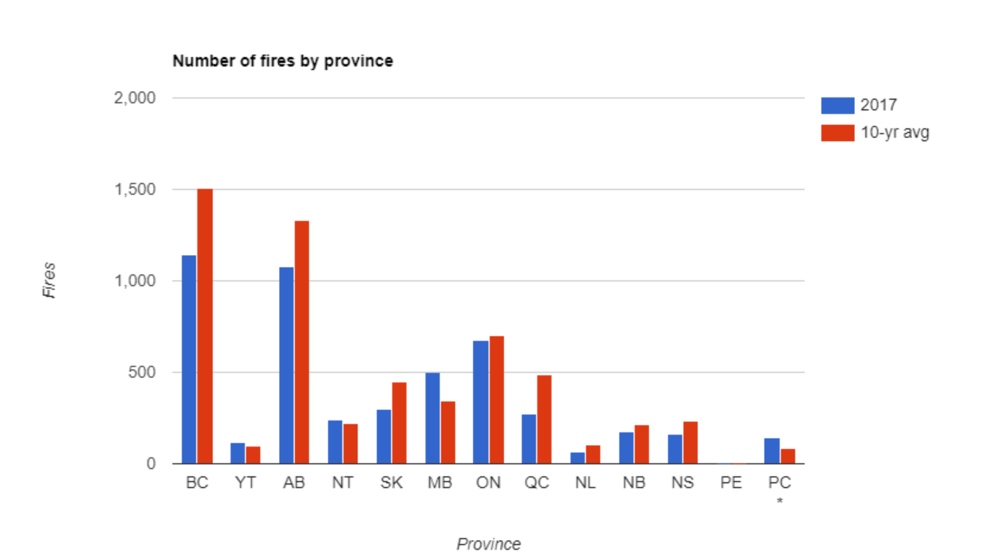 Number of fires by province
2,000
1,500
1,000
500
0
Fires
BC YT AB NT SK MB ON QC NL NB NS PE PC
*
Province
2017
10-yr avg